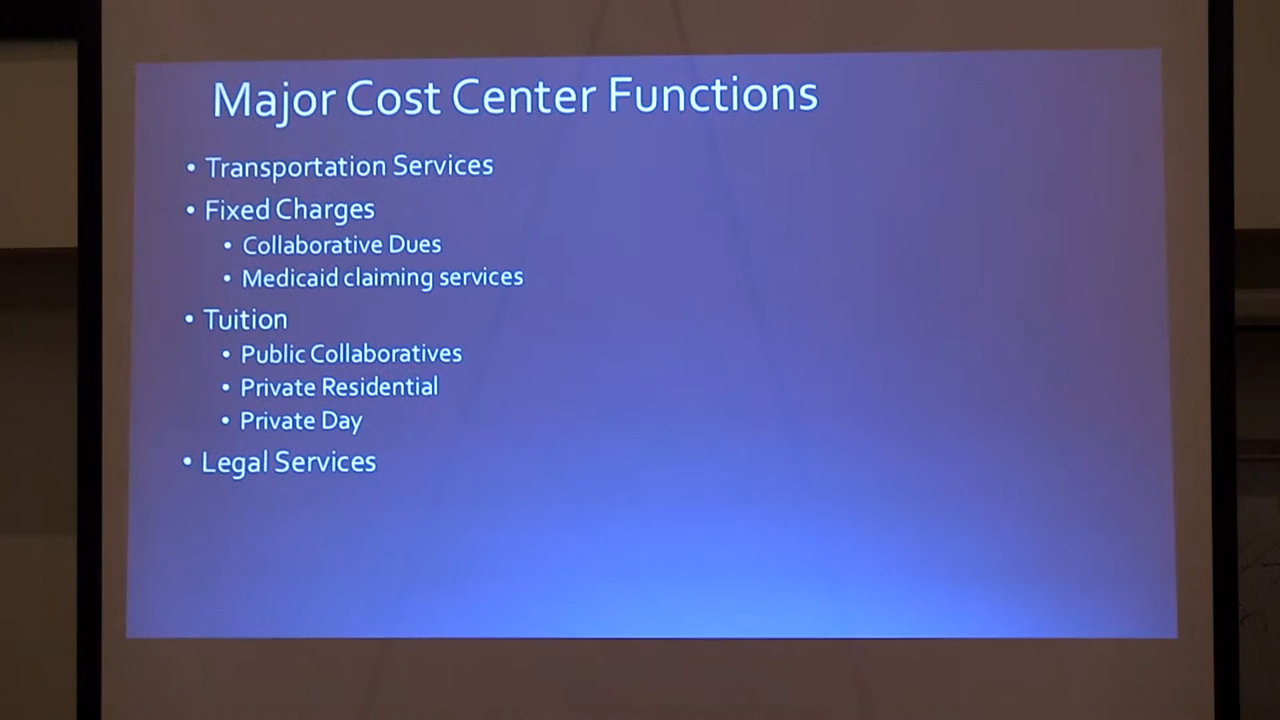 Major Cost Center Functions
• Transportation Services
• Fixed Charges
• Collaborative Dues
• Medicaid claiming services
• Tuition
• Public Collaboratives
• Private Residential
• Private Day
• Legal Services